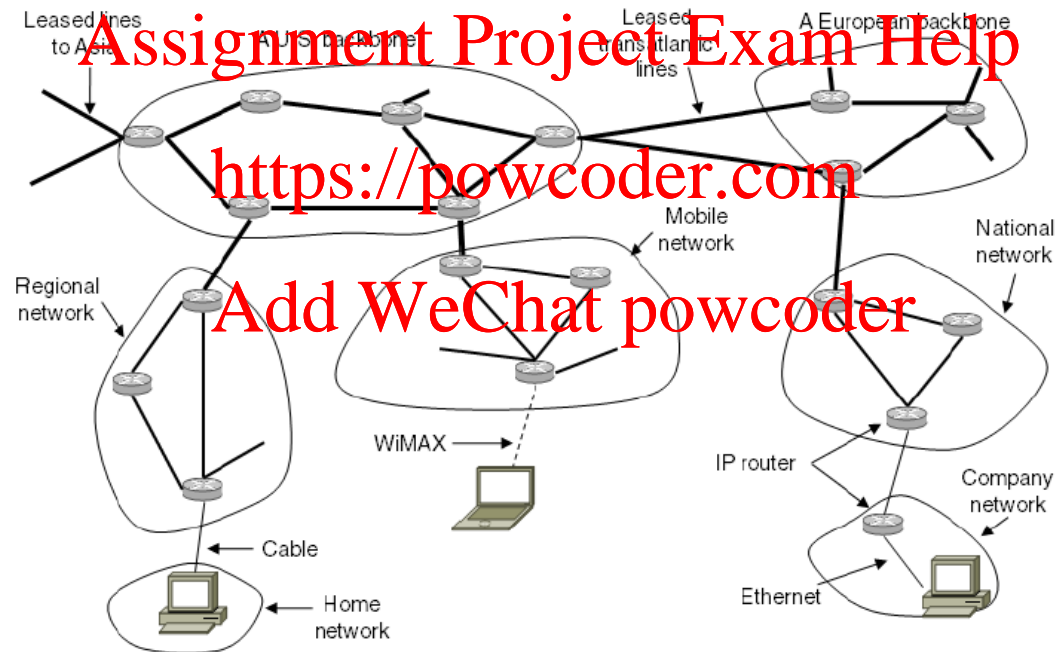 Leased lines
to Asia
A U.S. backbone
Leased
transatlantic
lines
A European backbone
Assignment Project Exam Help
https://powcoder.com
Mobile
network
National
network
Regional
network
Add WeChat powcoder
WiMAX
IP router
Company
network
Cable
Ethernet
Home
network